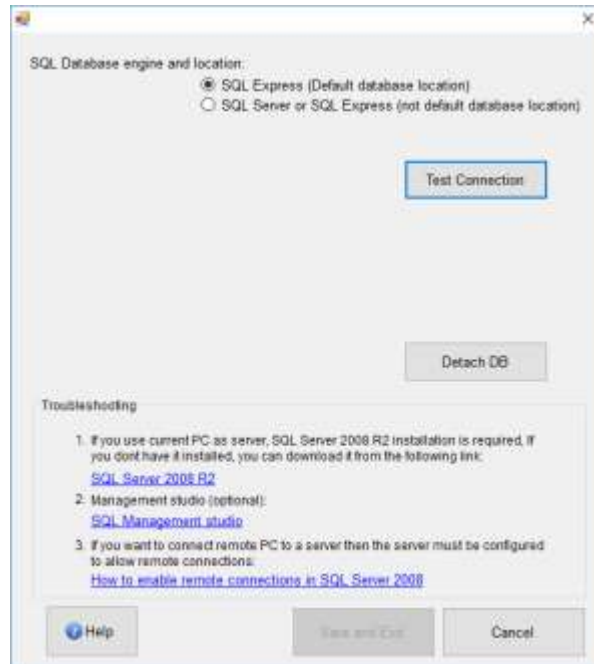 SQL Database engine and location:
SQL Express (Default database location)
SQL Server or SQL Express (not default database location)
Test Connection
Detach DB
Troubleshooting
1. If you use current PC as server, SQL Server 2008 R2 installation is required. If
you dont have it installed, you can download it from the following link:
SQL Server 2008 R2
2. Management studio (optional):
SQL Management studio
3. If you want to connect remote PC to a server then the server must be configured
to allow remote connections:
How to enable remote connections in SQL Server 2008
Help
Save and Exit
Cancel